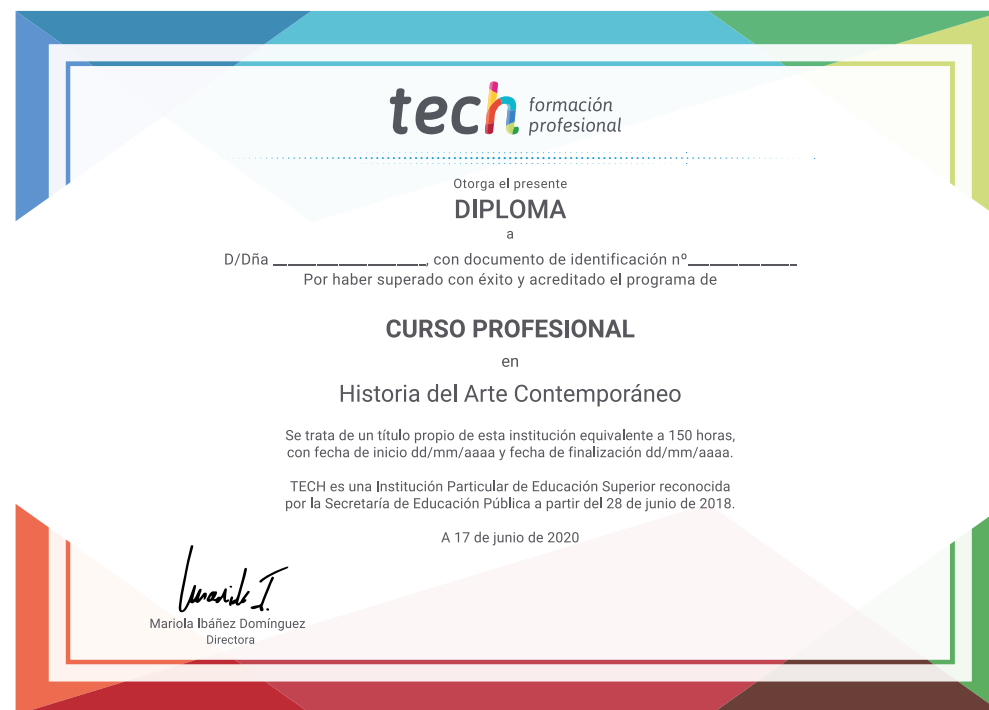 tech formación
profesional
Otorga el presente
DIPLOMA
a
D/Dña ____________________, con documento de identificación nº______________
Por haber superado con éxito y acreditado el programa de
CURSO PROFESIONAL
en
Historia del Arte Contemporáneo
Se trata de un título propio de esta institución equivalente a 150 horas,
con fecha de inicio dd/mm/aaaa y fecha de finalización dd/mm/aaaa.
TECH es una Institución Particular de Educación Superior reconocida
por la Secretaría de Educación Pública a partir del 28 de junio de 2018.
A 17 de junio de 2020
Mariola Ibáñez Domínguez
Directora